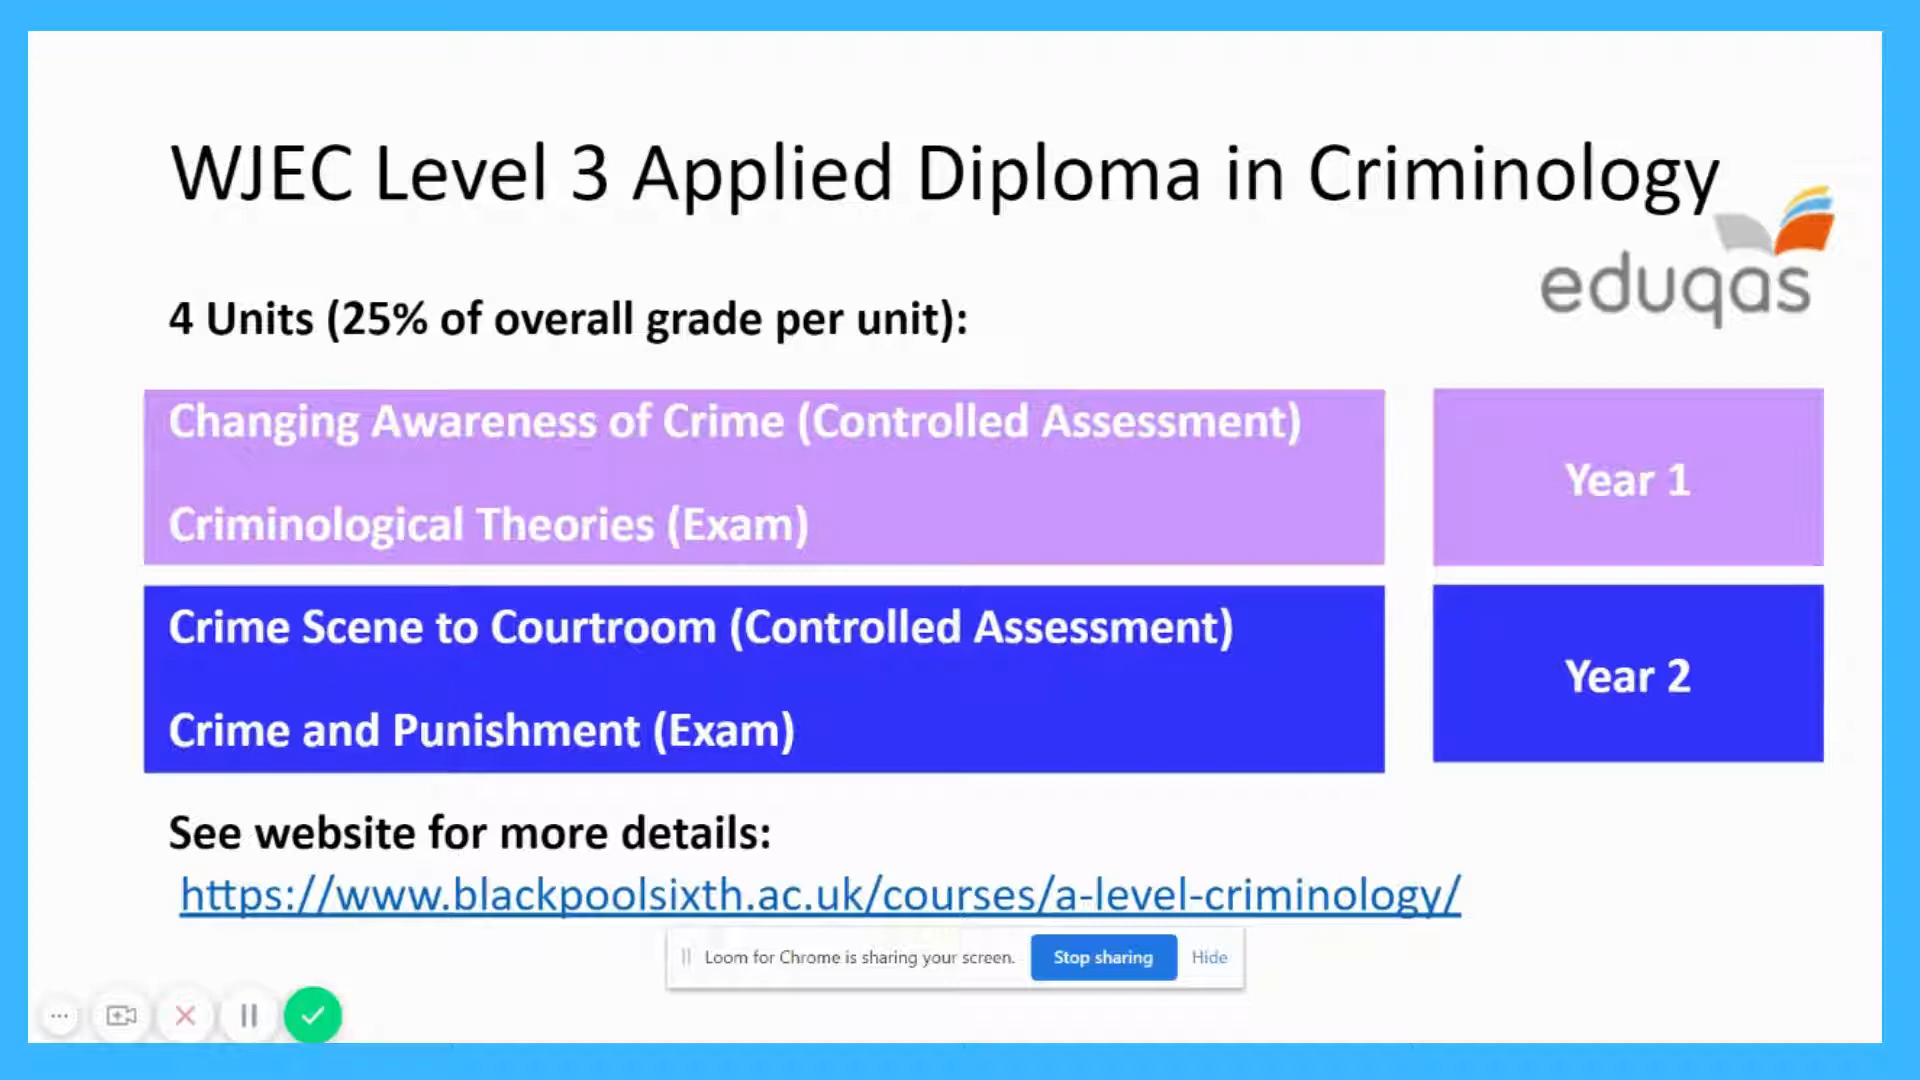 WJEC Level 3 Applied Diploma in Criminology
eduqas
4 Units (25% of overall grade per unit):
Changing Awareness of Crime (Controlled Assessment)
Criminological Theories (Exam)
Year 1
Crime Scene to Courtroom (Controlled Assessment)
Crime and Punishment (Exam)
Year 2
See website for more details:
https://www.blackpoolsixth.ac.uk/courses/a-level-criminology/
Loom for Chrome is sharing your screen. Stop sharing Hide